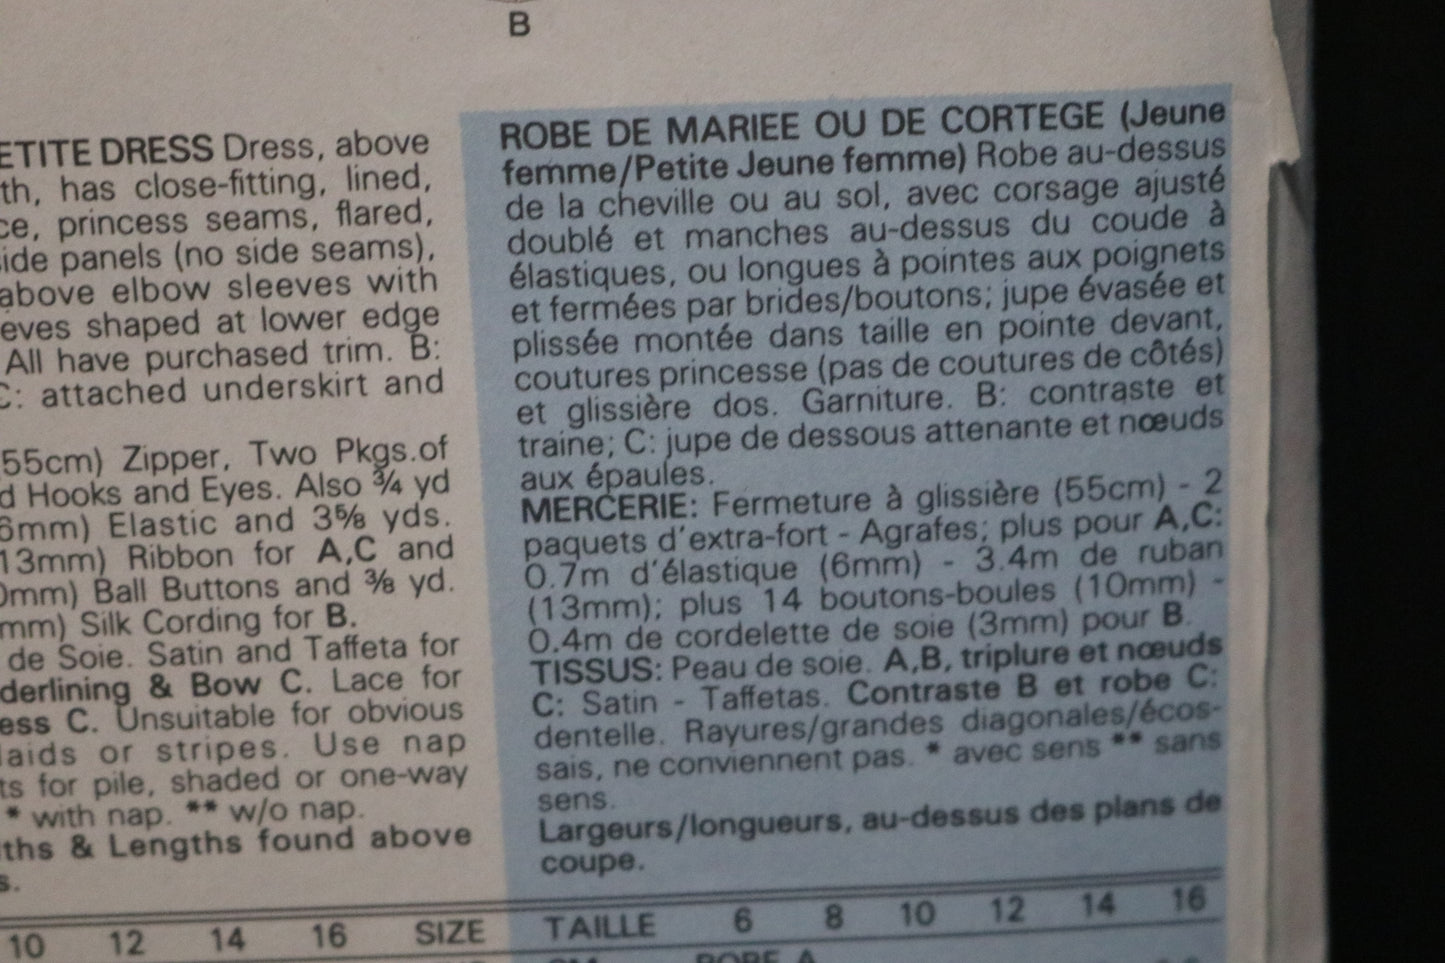 B
ETITE DRESS Dress, above
th, has close-fitting, lined,
ce, princess seams, flared,
ide panels (no side seams),
above elbow sleeves with
eves shaped at lower edge
All have purchased trim. B:
C: attached underskirt and
55cm) Zipper, Two Pkgs.of
d Hooks and Eyes. Also ¾ yd
6mm) Elastic and 3⅝ yds.
13mm) Ribbon for A,C and
0mm) Ball Buttons and ⅜ yd.
mm) Silk Cording for B.
de Soie. Satin and Taffeta for
derlining & Bow C. Lace for
ess C. Unsuitable for obvious
laids or stripes. Use nap
ts for pile, shaded or one-way
* with nap. ** w/o nap.
ths & Lengths found above
s.
ROBE DE MARIEE OU DE CORTEGE (Jeune
femme/Petite Jeune femme) Robe au-dessus
de la cheville ou au sol, avec corsage ajusté
doublé et manches au-dessus du coude à
élastiques, ou longues à pointes aux poignets
et fermées par brides/boutons; jupe évasée et
plissée montée dans taille en pointe devant,
coutures princesse (pas de coutures de côtés)
et glissière dos. Garniture. B: contraste et
traine; C: jupe de dessous attenante et nœuds
aux épaules.
MERCERIE: Fermeture à glissière (55cm) - 2
paquets d'extra-fort - Agrafes; plus pour A,C:
0.7m d'élastique (6mm) - 3.4m de ruban
(13mm); plus 14 boutons-boules (10mm) -
0.4m de cordelette de soie (3mm) pour B.
TISSUS: Peau de soie. A,B, triplure et nœuds
C: Satin - Taffetas. Contraste B et robe C:
dentelle. Rayures/grandes diagonales/écos-
sais, ne conviennent pas. * avec sens ** sans
sens.
Largeurs/longueurs, au-dessus des plans de
coupe.
10 12 14 16 SIZE TAILLE 6 8 10 12 14 16
ROBE A